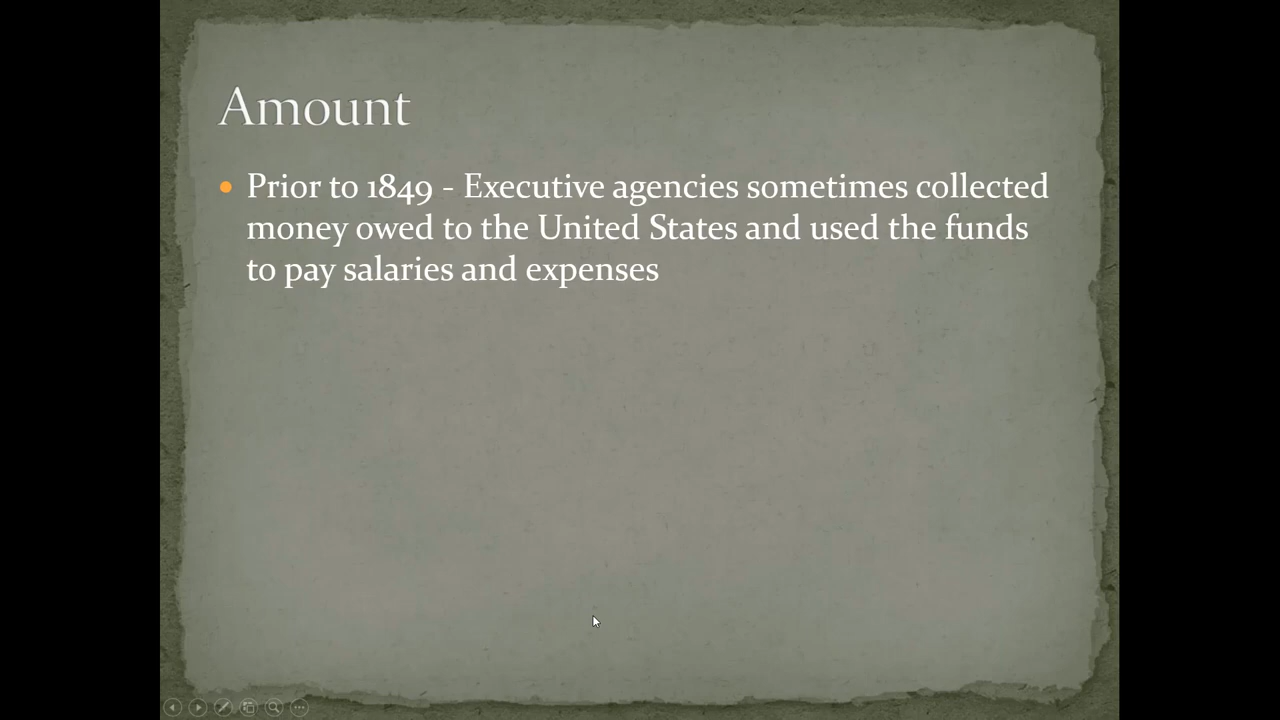 Amount
Prior to 1849 - Executive agencies sometimes collected
money owed to the United States and used the funds
to pay salaries and expenses